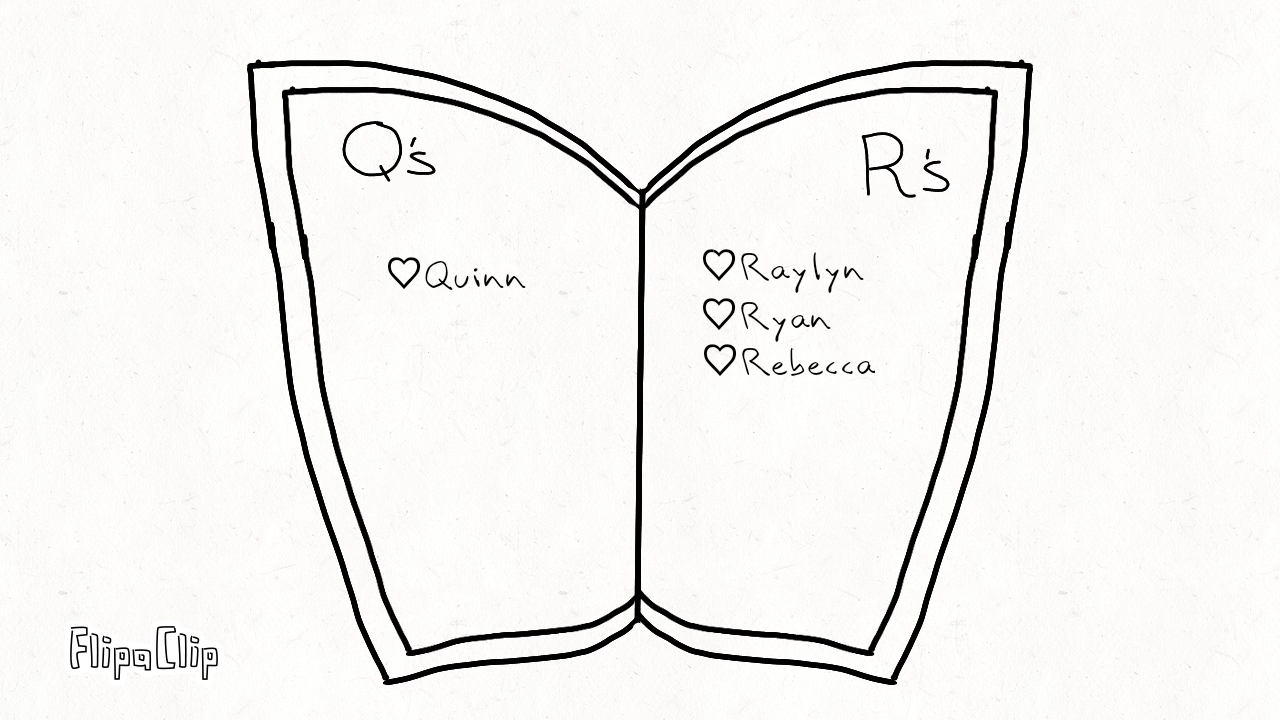 Q's
♡Quinn
R's
♡Raylyn
♡Ryan
♡Rebecca
FlipaClip